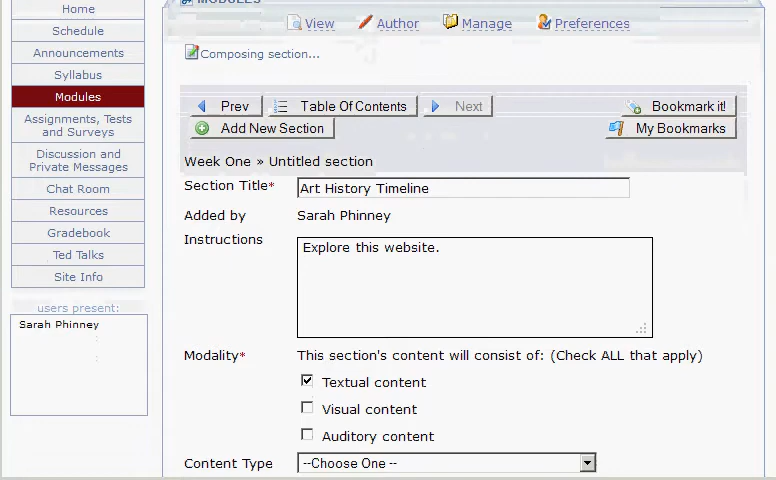 MODULES
Home
Schedule
Announcements
Syllabus
Modules
Assignments, Tests
and Surveys
Discussion and
Private Messages
Chat Room
Resources
Gradebook
Ted Talks
Site Info
users present:
Sarah Phinney
View
Author
Manage
Preferences
Composing section...
Prev
Table Of Contents
Next
Bookmark it!
Add New Section
My Bookmarks
Week One » Untitled section
Section Title* Art History Timeline
Added by Sarah Phinney
Instructions Explore this website.
Modality* This section's content will consist of: (Check ALL that apply)
Textual content
Visual content
Auditory content
Content Type --Choose One --